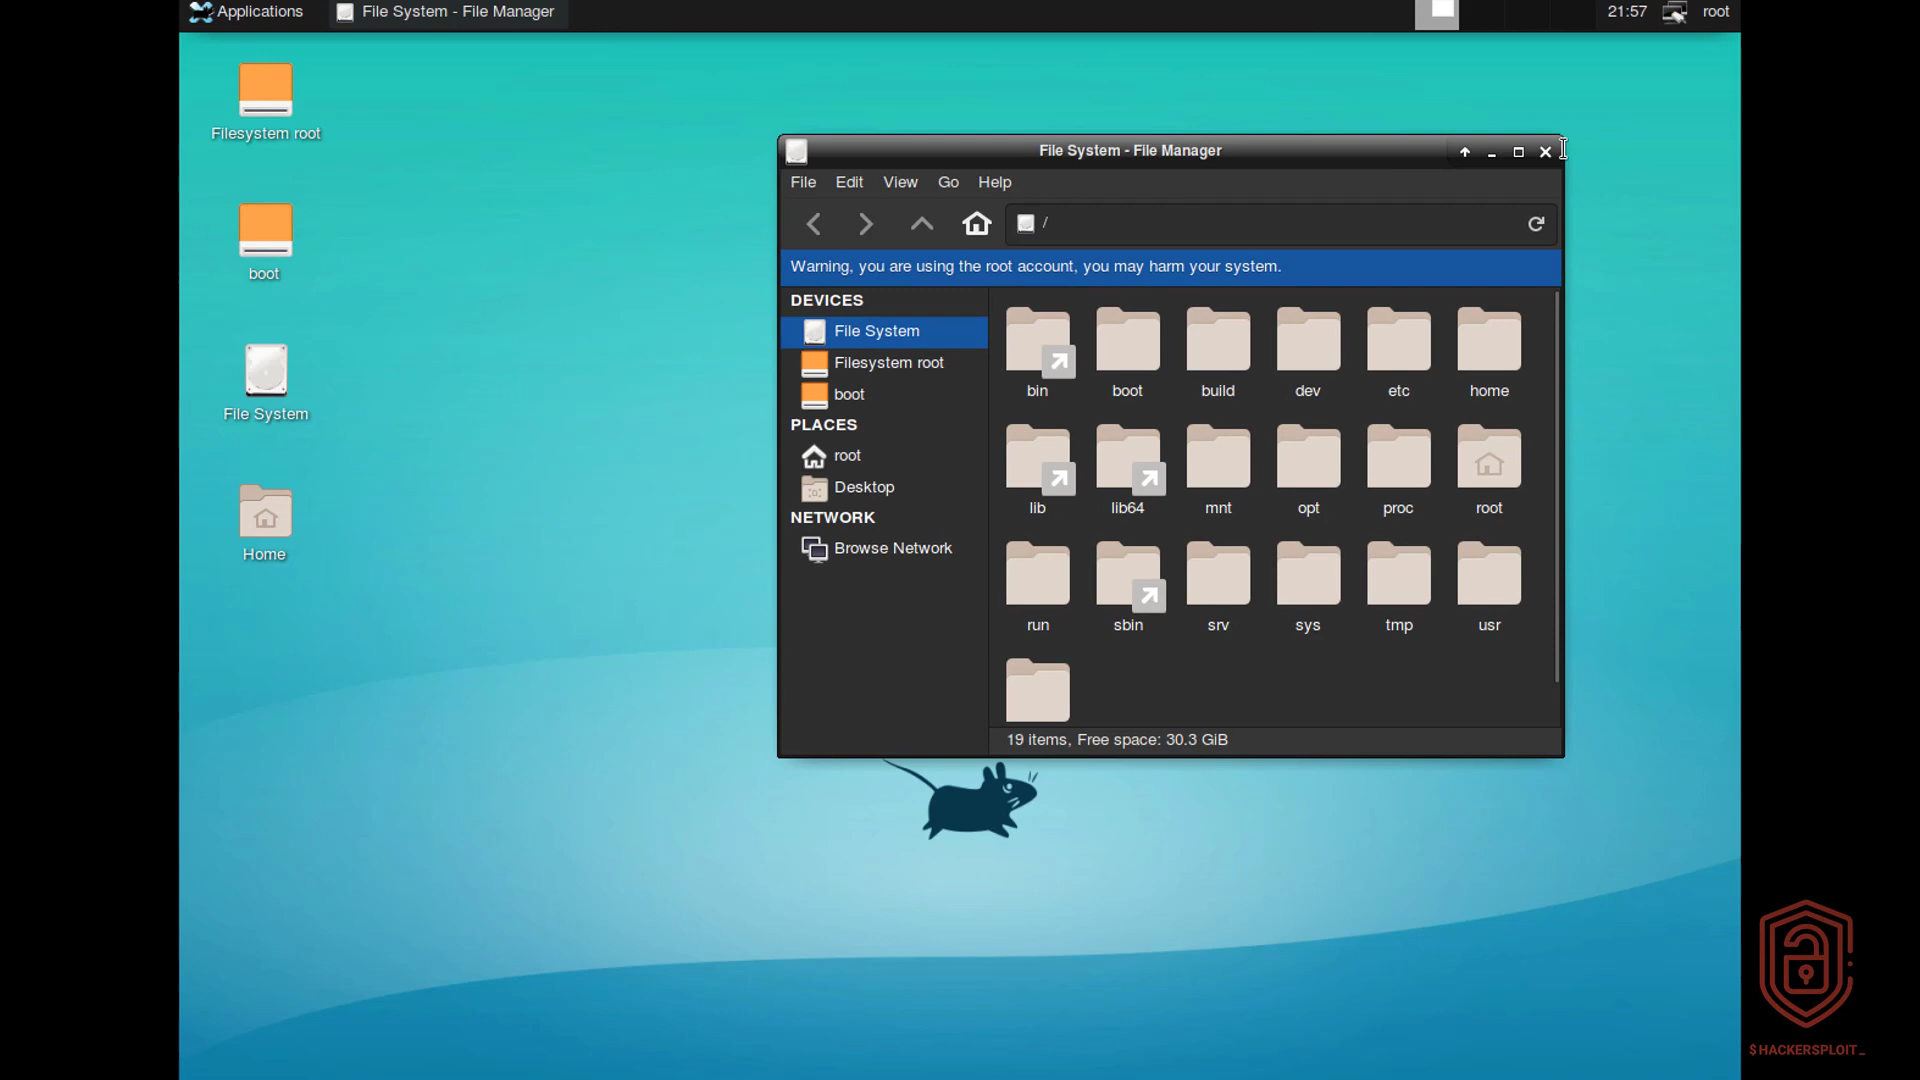 Applications
File System - File Manager
21:57
root
Filesystem root
boot
File System
Home
File System - File Manager
File Edit View Go Help
/
Warning, you are using the root account, you may harm your system.
DEVICES
File System
Filesystem root
boot
PLACES
root
Desktop
NETWORK
Browse Network
bin boot build dev etc home
lib lib64 mnt opt proc root
run sbin srv sys tmp usr
19 items, Free space: 30.3 GiB
$HACKERSPLOIT_